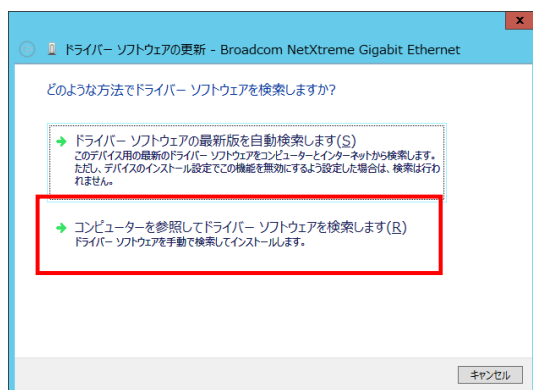 x
ドライバー ソフトウェアの更新 - Broadcom NetXtreme Gigabit Ethernet
どのような方法でドライバー ソフトウェアを検索しますか?
ドライバー ソフトウェアの最新版を自動検索します(S)
このデバイス用の最新のドライバー ソフトウェアをコンピューターとインターネットから検索します。
ただし、デバイスのインストール設定でこの機能を無効にするよう設定した場合は、検索は行わ
れません。
コンピューターを参照してドライバー ソフトウェアを検索します(R)
ドライバー ソフトウェアを手動で検索してインストールします。
キャンセル